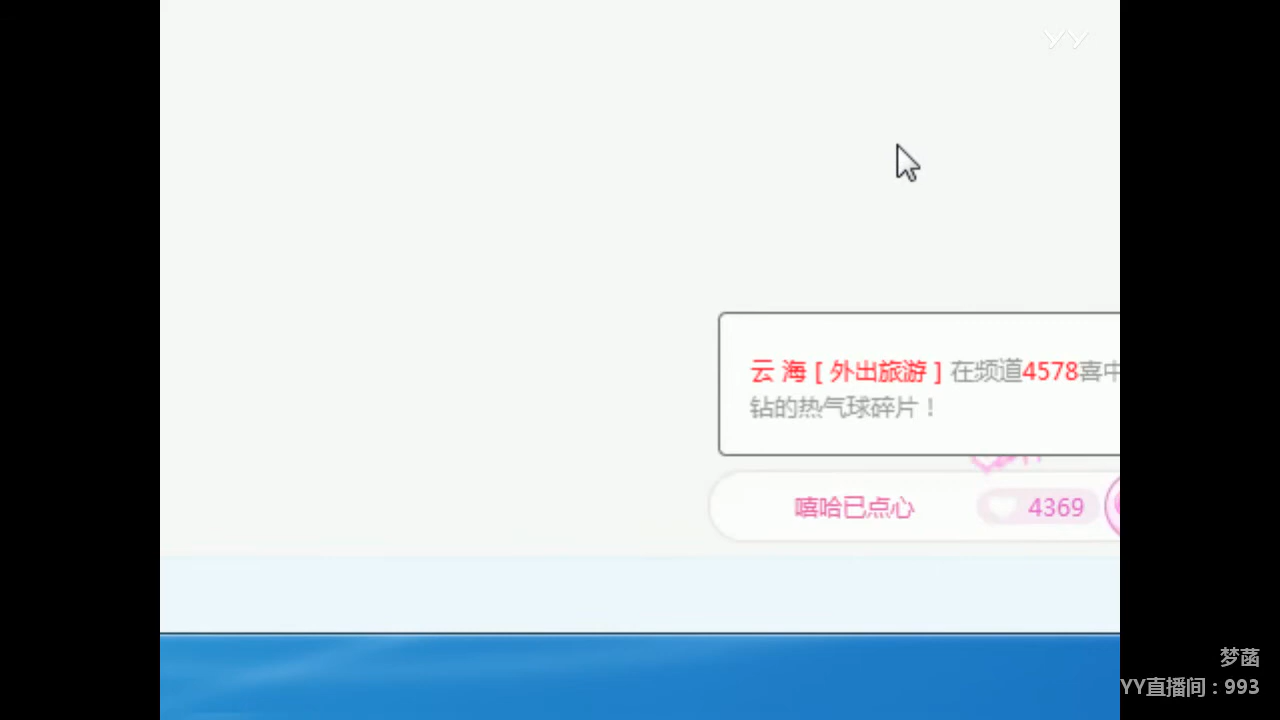 YY
云 海 [ 外出旅游 ] 在频道4578喜中
钻的热气球碎片！
嘻哈已点心
4369
梦菡
YY直播间：993